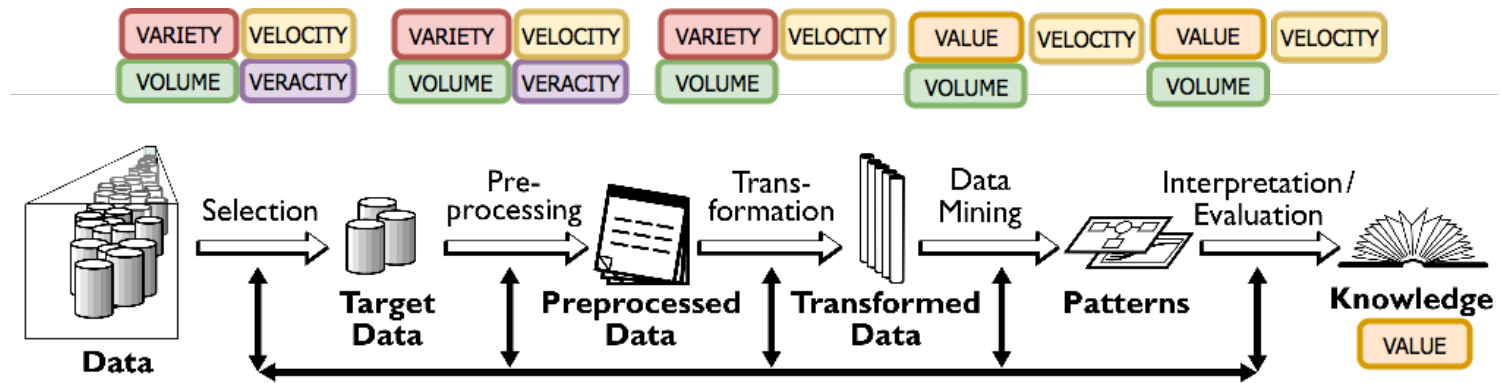 VARIETY VELOCITY VARIETY VELOCITY VARIETY VELOCITY VALUE VELOCITY VALUE VELOCITY
VOLUME VERACITY VOLUME VERACITY VOLUME VOLUME VOLUME
Selection
Pre-
processing
Trans-
formation
Data
Mining
Interpretation/
Evaluation
Data
Target
Data
Preprocessed
Data
Transformed
Data
Patterns
Knowledge
VALUE